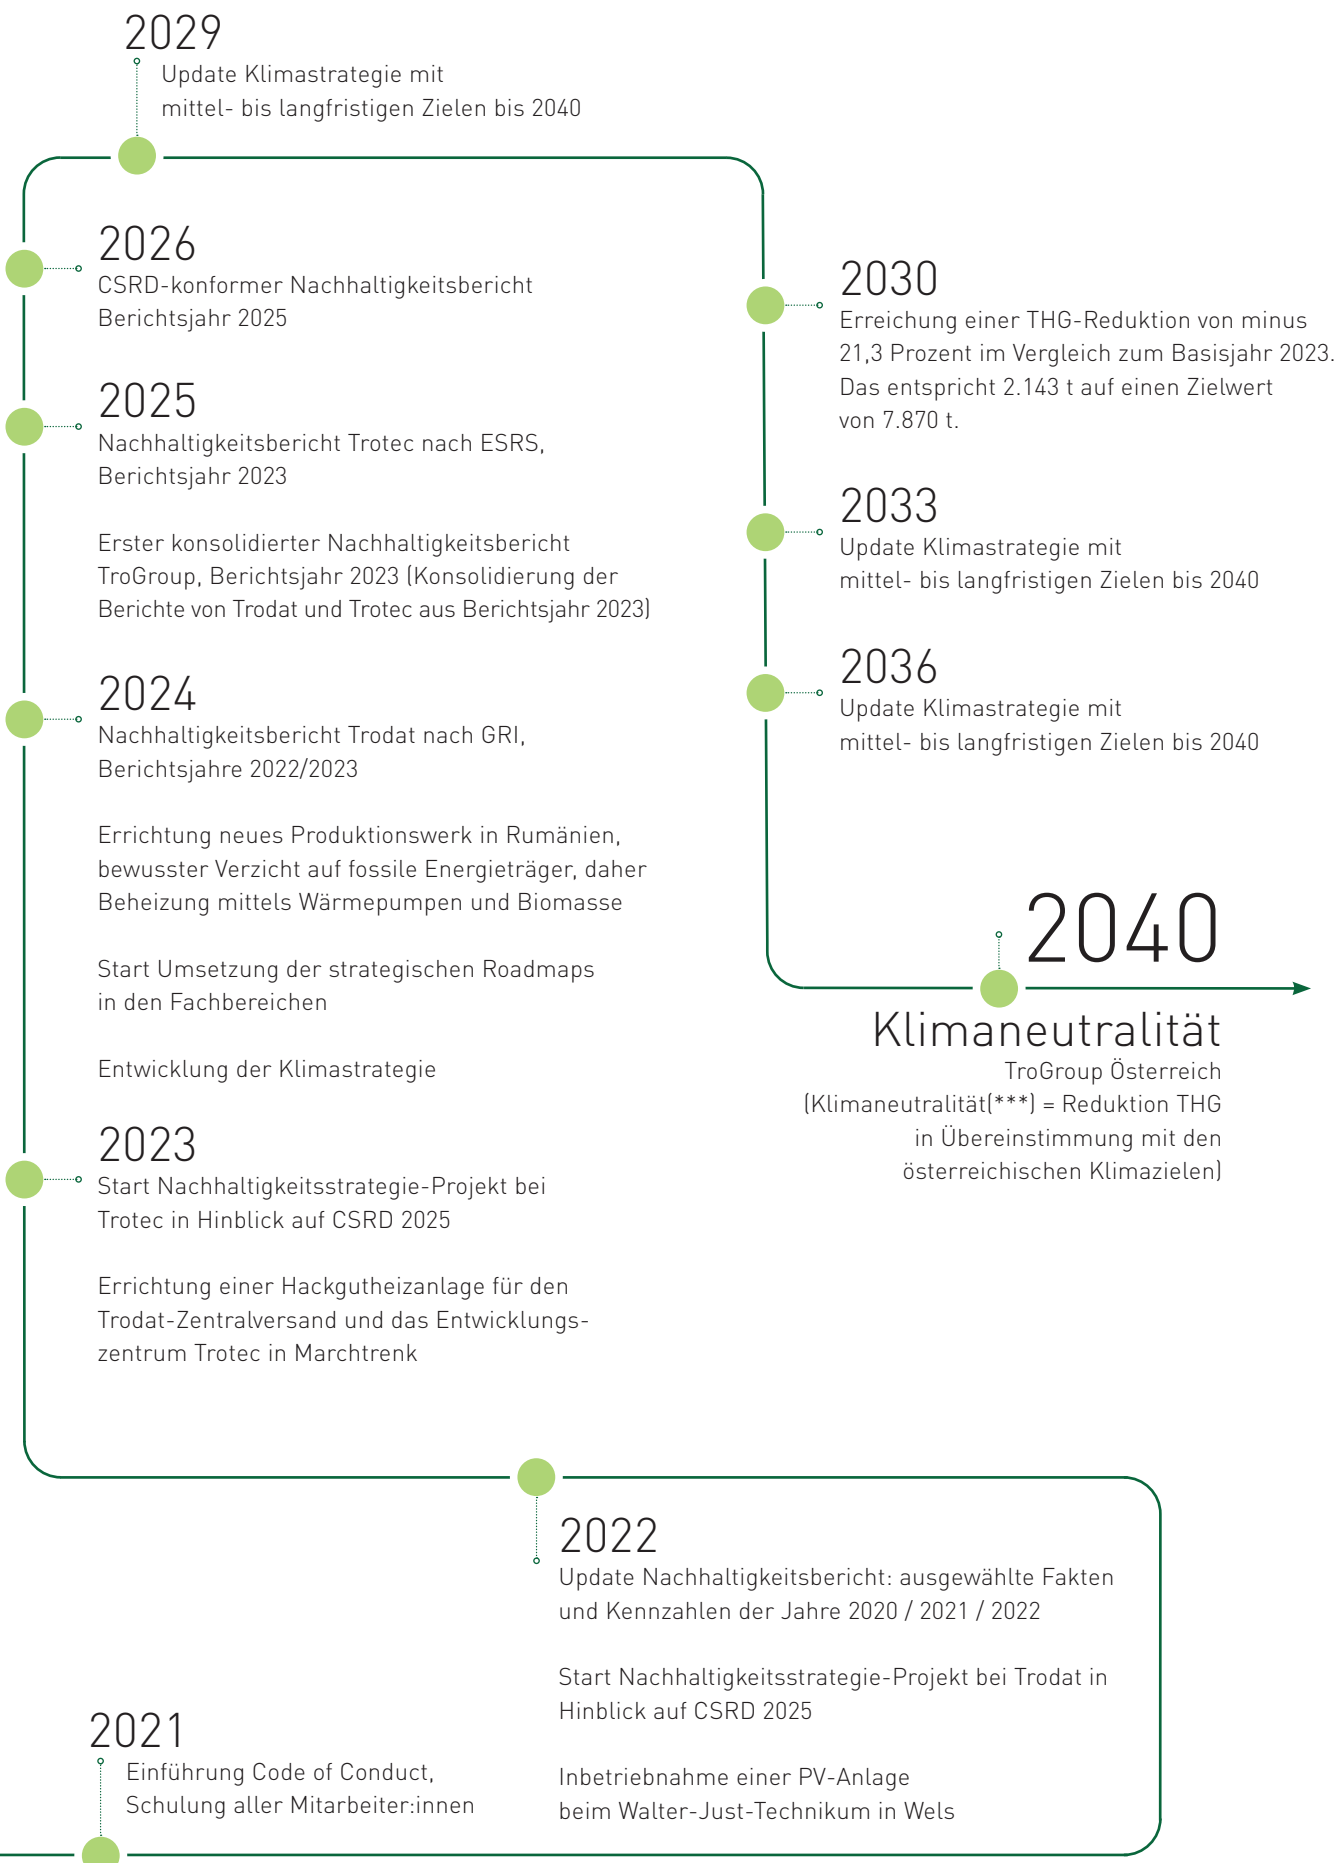 2029
Update Klimastrategie mit
mittel- bis langfristigen Zielen bis 2040
2026
CSRD-konformer Nachhaltigkeitsbericht
Berichtsjahr 2025
2025
Nachhaltigkeitsbericht Trotec nach ESRS,
Berichtsjahr 2023
Erster konsolidierter Nachhaltigkeitsbericht
TroGroup, Berichtsjahr 2023 (Konsolidierung der
Berichte von Trodat und Trotec aus Berichtsjahr 2023)
2024
Nachhaltigkeitsbericht Trodat nach GRI,
Berichtsjahre 2022/2023
Errichtung neues Produktionswerk in Rumänien,
bewusster Verzicht auf fossile Energieträger, daher
Beheizung mittels Wärmepumpen und Biomasse
Start Umsetzung der strategischen Roadmaps
in den Fachbereichen
Entwicklung der Klimastrategie
2023
Start Nachhaltigkeitsstrategie-Projekt bei
Trotec in Hinblick auf CSRD 2025
Errichtung einer Hackgutheizanlage für den
Trodat-Zentralversand und das Entwicklungs-
zentrum Trotec in Marchtrenk
2030
Erreichung einer THG-Reduktion von minus
21,3 Prozent im Vergleich zum Basisjahr 2023.
Das entspricht 2.143 t auf einen Zielwert
von 7.870 t.
2033
Update Klimastrategie mit
mittel- bis langfristigen Zielen bis 2040
2036
Update Klimastrategie mit
mittel- bis langfristigen Zielen bis 2040
2040
Klimaneutralität
TroGroup Österreich
(Klimaneutralität(***) = Reduktion THG
in Übereinstimmung mit den
österreichischen Klimazielen)
2022
Update Nachhaltigkeitsbericht: ausgewählte Fakten
und Kennzahlen der Jahre 2020 / 2021 / 2022
Start Nachhaltigkeitsstrategie-Projekt bei Trodat in
Hinblick auf CSRD 2025
Inbetriebnahme einer PV-Anlage
beim Walter-Just-Technikum in Wels
2021
Einführung Code of Conduct,
Schulung aller Mitarbeiter:innen